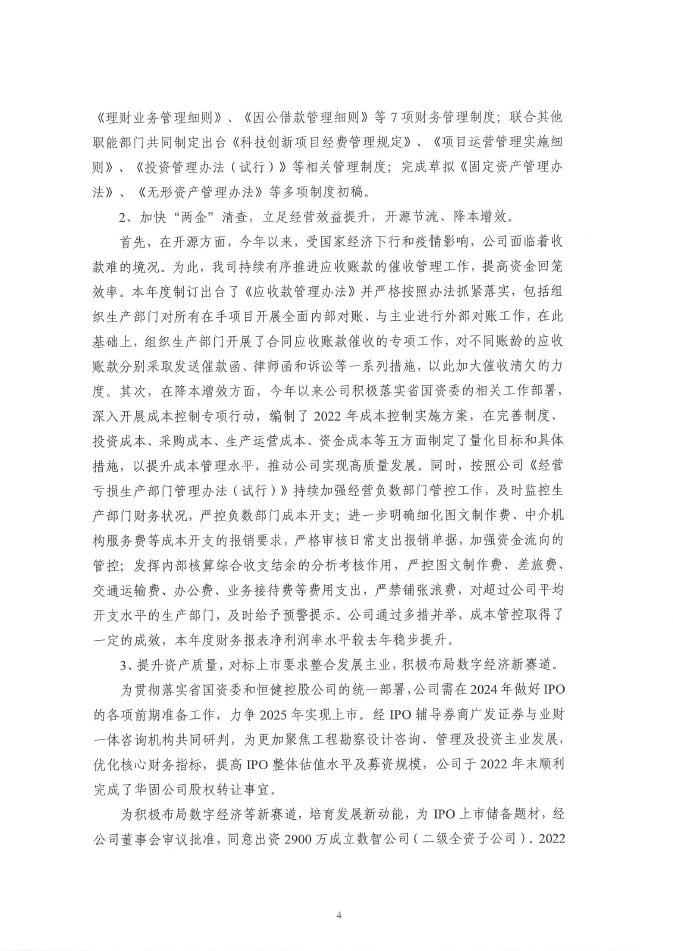 《理财业务管理细则》、《因公借款管理细则》等 7 项财务管理制度；联合其他
职能部门共同制定出台《科技创新项目经费管理规定》、《项目运营管理实施细
则》、《投资管理办法（试行）》等相关管理制度；完成草拟《固定资产管理办
法》、《无形资产管理办法》等多项制度初稿。
2、加快“两金”清查，立足经营效益提升，开源节流、降本增效。
首先，在开源方面，今年以来，受国家经济下行和疫情影响，公司面临着收
款难的境况。为此，我司持续有序推进应收账款的催收管理工作，提高资金回笼
效率。本年度制订出台了《应收款管理办法》并严格按照办法抓紧落实，包括组
织生产部门对所有在手项目开展全面内部对账、与主业进行外部对账工作，在此
基础上，组织生产部门开展了合同应收账款催收的专项工作，对不同账龄的应收
账款分别采取发送催款函、律师函和诉讼等一系列措施，以此加大催收清欠的力
度。其次，在降本增效方面，今年以来公司积极落实省国资委的相关工作部署，
深入开展成本控制专项行动，编制了 2022 年成本控制实施方案，在完善制度、
投资成本、采购成本、生产运营成本、资金成本等五方面制定了量化目标和具体
措施，以提升成本管理水平，推动公司实现高质量发展。同时，按照公司《经营
亏损生产部门管理办法（试行）》持续加强经营负数部门管控工作，及时监控生
产部门财务状况，严控负数部门成本开支；进一步明确细化图文制作费、中介机
构服务费等成本开支的报销要求，严格审核日常支出报销单据，加强资金流向的
管控；发挥内部核算综合收支结余的分析考核作用，严控图文制作费、差旅费、
交通运输费、办公费、业务接待费等费用支出，严禁铺张浪费，对超过公司平均
开支水平的生产部门，及时给予预警提示。公司通过多措并举，成本管控取得了
一定的成效，本年度财务报表净利润率水平较去年稳步提升。
3、提升资产质量，对标上市要求整合发展主业，积极布局数字经济新赛道。
为贯彻落实省国资委和恒健控股公司的统一部署，公司需在 2024 年做好 IPO
的各项前期准备工作，力争 2025 年实现上市。经 IPO 辅导券商广发证券与业财
一体咨询机构共同研判，为更加聚焦工程勘察设计咨询、管理及投资主业发展，
优化核心财务指标，提高 IPO 整体估值水平及募资规模，公司于 2022 年末顺利
完成了华固公司股权转让事宜。
为积极布局数字经济等新赛道，培育发展新动能，为 IPO 上市储备题材，经
公司董事会审议批准，同意出资 2900 万成立数智公司（二级全资子公司）。2022
4